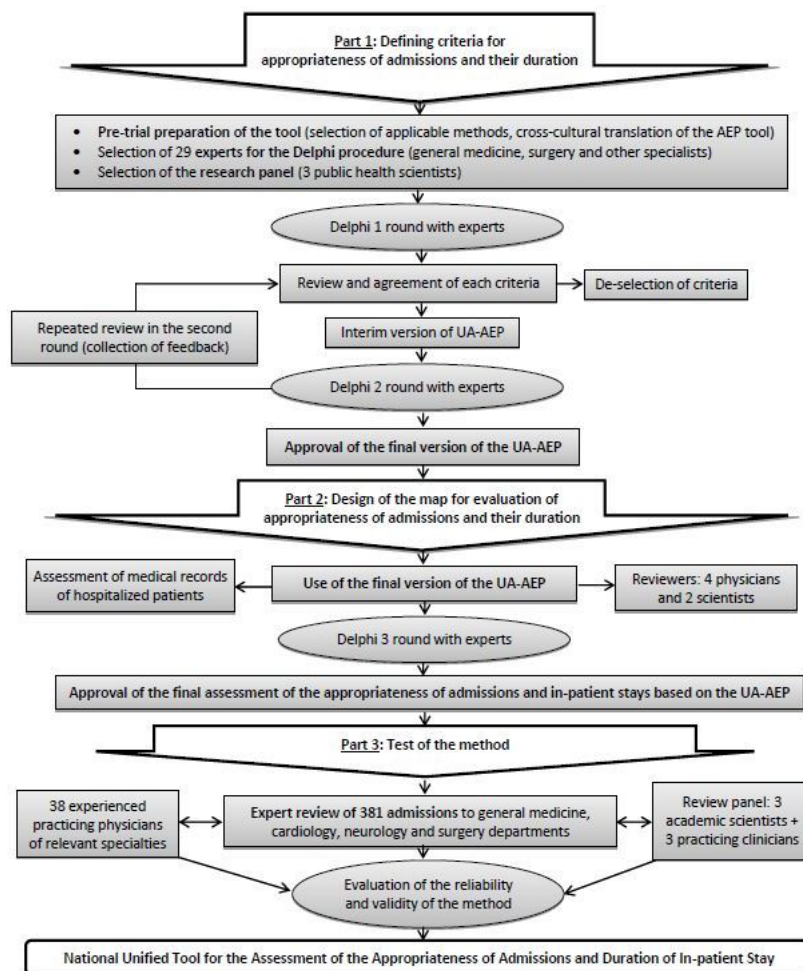 Part 1: Defining criteria for
appropriateness of admissions and their duration
• Pre-trial preparation of the tool (selection of applicable methods, cross-cultural translation of the AEP tool)
• Selection of 29 experts for the Delphi procedure (general medicine, surgery and other specialists)
• Selection of the research panel (3 public health scientists)
Delphi 1 round with experts
Review and agreement of each criteria
De-selection of criteria
Repeated review in the second
round (collection of feedback)
Interim version of UA-AEP
Delphi 2 round with experts
Approval of the final version of the UA-AEP
Part 2: Design of the map for evaluation of
appropriateness of admissions and their duration
Assessment of medical records
of hospitalized patients
Use of the final version of the UA-AEP
Reviewers: 4 physicians
and 2 scientists
Delphi 3 round with experts
Approval of the final assessment of the appropriateness of admissions and in-patient stays based on the UA-AEP
Part 3: Test of the method
38 experienced
practicing physicians
of relevant specialties
Expert review of 381 admissions to general medicine,
cardiology, neurology and surgery departments
Review panel: 3
academic scientists +
3 practicing clinicians
Evaluation of the reliability
and validity of the method
National Unified Tool for the Assessment of the Appropriateness of Admissions and Duration of In-patient Stay